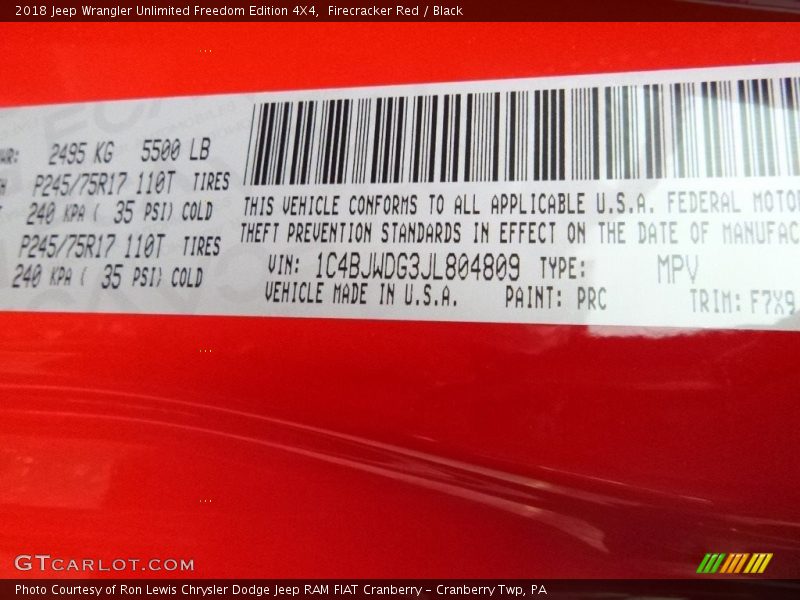 2018 Jeep Wrangler Unlimited Freedom Edition 4X4,  Firecracker Red / Black
2495 KG 5500 LB
P245/75R17 110T TIRES
240 KPA ( 35 PSI) COLD
P245/75R17 110T TIRES
240 KPA ( 35 PSI) COLD
THIS VEHICLE CONFORMS TO ALL APPLICABLE U.S.A. FEDERAL
THEFT PREVENTION STANDARDS IN EFFECT ON THE DATE OF
VIN: 1C4BJWDG3JL804809 TYPE: MPV
VEHICLE MADE IN U.S.A. PAINT: PRC TRIM: F7X9
GTCARLOT.COM
Photo Courtesy of Ron Lewis Chrysler Dodge Jeep RAM FIAT Cranberry - Cranberry Twp, PA